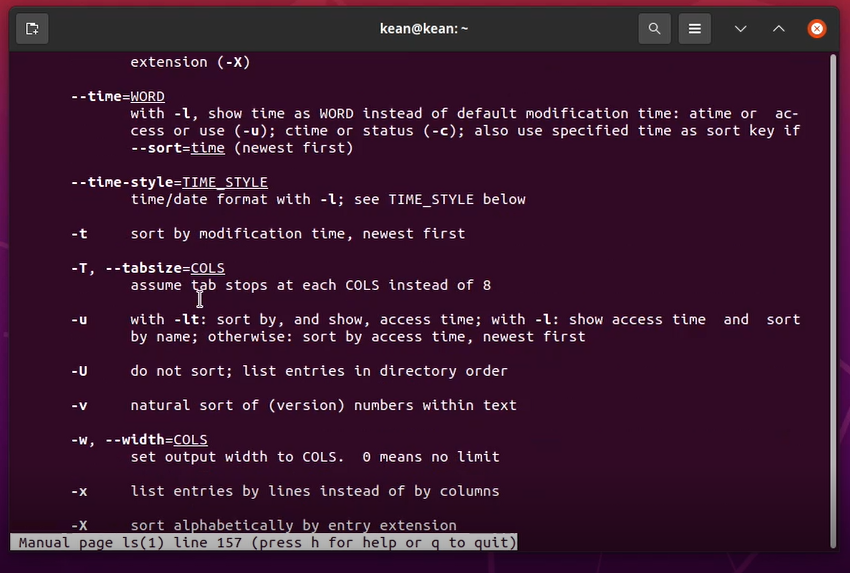 kean@kean: ~
extension (-X)
--time=WORD
with -l, show time as WORD instead of default modification time: atime or ac-
cess or use (-u); ctime or status (-c); also use specified time as sort key if
--sort=time (newest first)
--time-style=TIME_STYLE
time/date format with -l; see TIME_STYLE below
-t sort by modification time, newest first
-T, --tabsize=COLS
assume tab stops at each COLS instead of 8
-u with -lt: sort by, and show, access time; with -l: show access time and sort
by name; otherwise: sort by access time, newest first
-U do not sort; list entries in directory order
-v natural sort of (version) numbers within text
-w, --width=COLS
set output width to COLS. 0 means no limit
-x list entries by lines instead of by columns
-X sort alphabetically by entry extension
Manual page ls(1) line 157 (press h for help or q to quit)